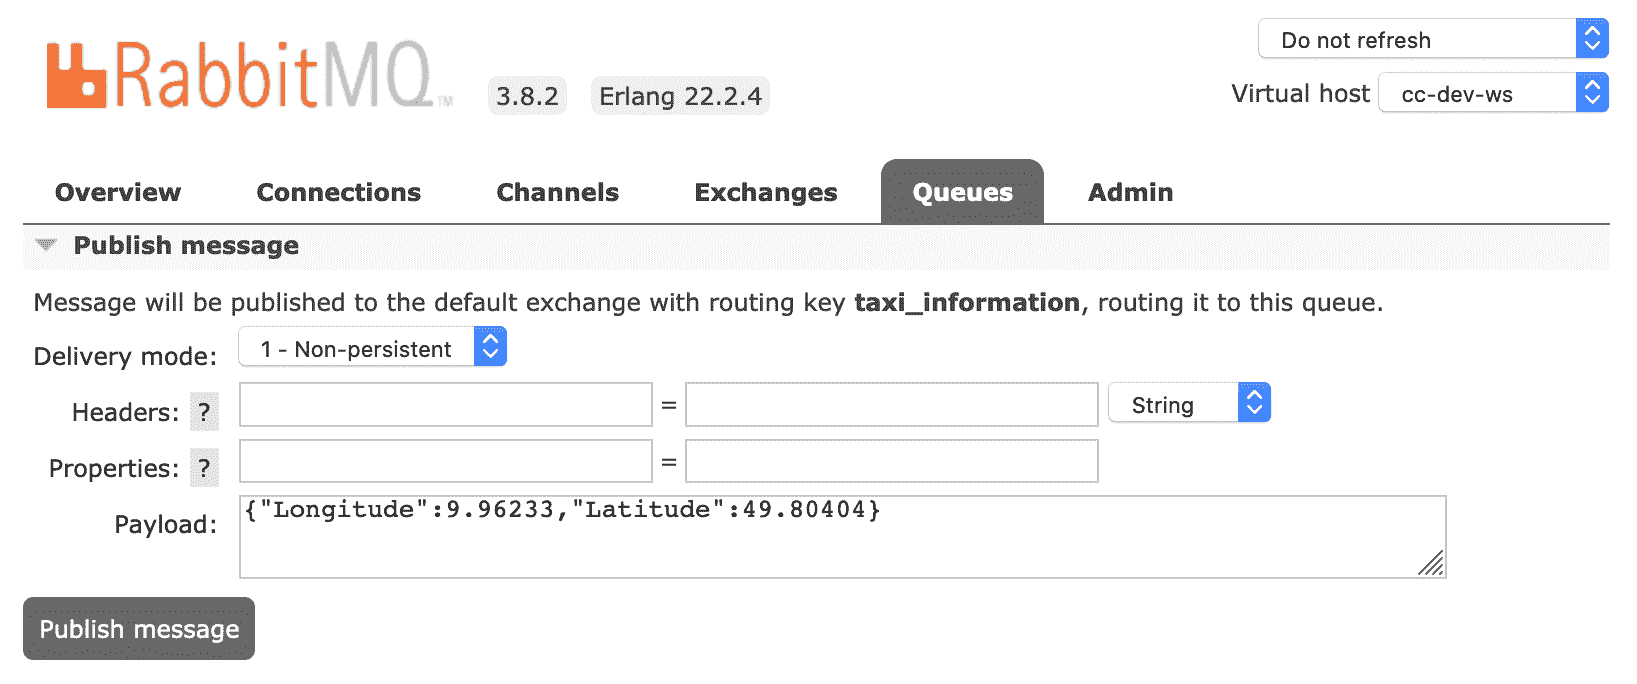 Do not refresh
RabbitMQ™ 3.8.2 Erlang 22.2.4
Virtual host cc-dev-ws
Overview Connections Channels Exchanges Queues Admin
Publish message
Message will be published to the default exchange with routing key taxi_information, routing it to this queue.
Delivery mode: 1 - Non-persistent
Headers: ? = String
Properties: ? =
Payload: {"Longitude":9.96233,"Latitude":49.80404}
Publish message